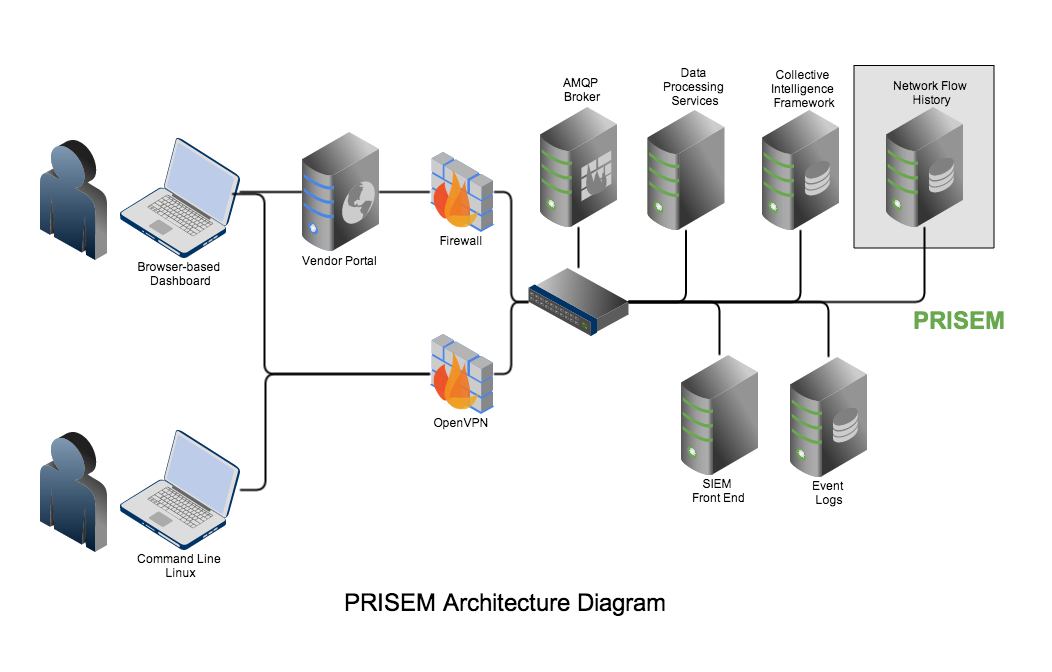 AMQP
Broker
Data
Processing
Services
Collective
Intelligence
Framework
Network Flow
History
Browser-based
Dashboard
Vendor Portal
Firewall
PRISEM
OpenVPN
SIEM
Front End
Event
Logs
Command Line
Linux
PRISEM Architecture Diagram